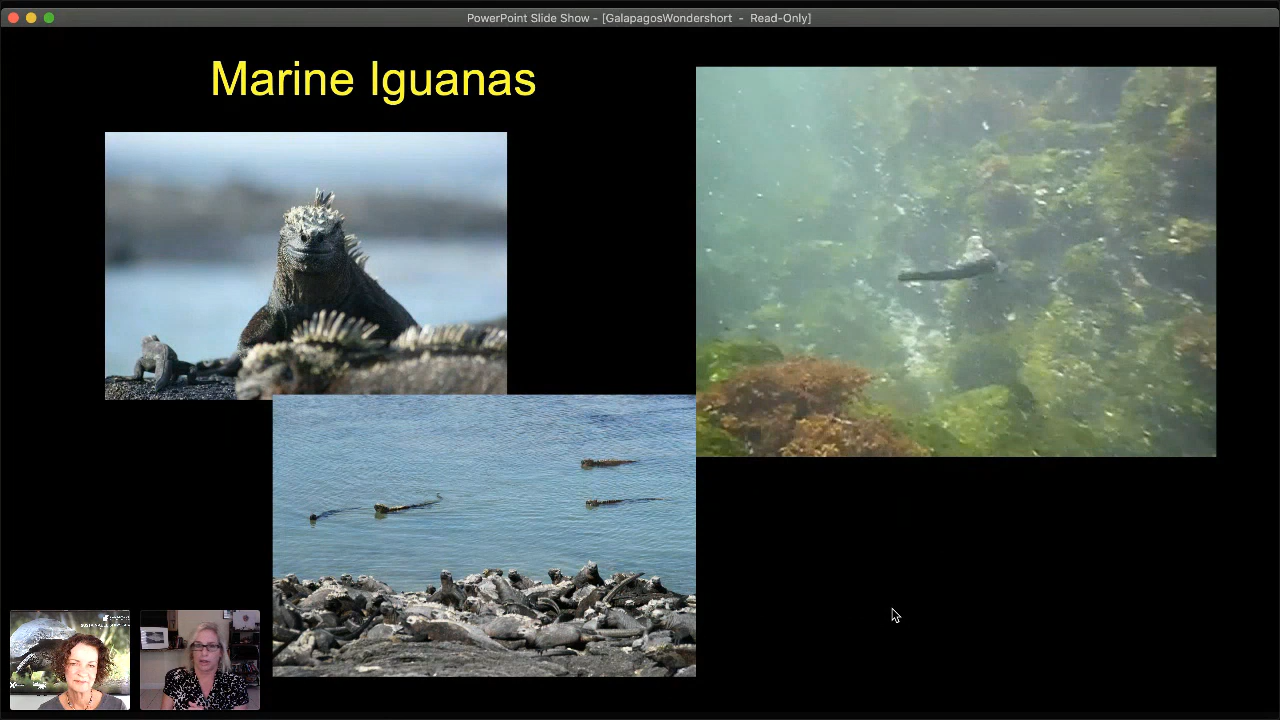 PowerPoint Slide Show - [GalapagosWondershort - Read-Only]
Marine Iguanas